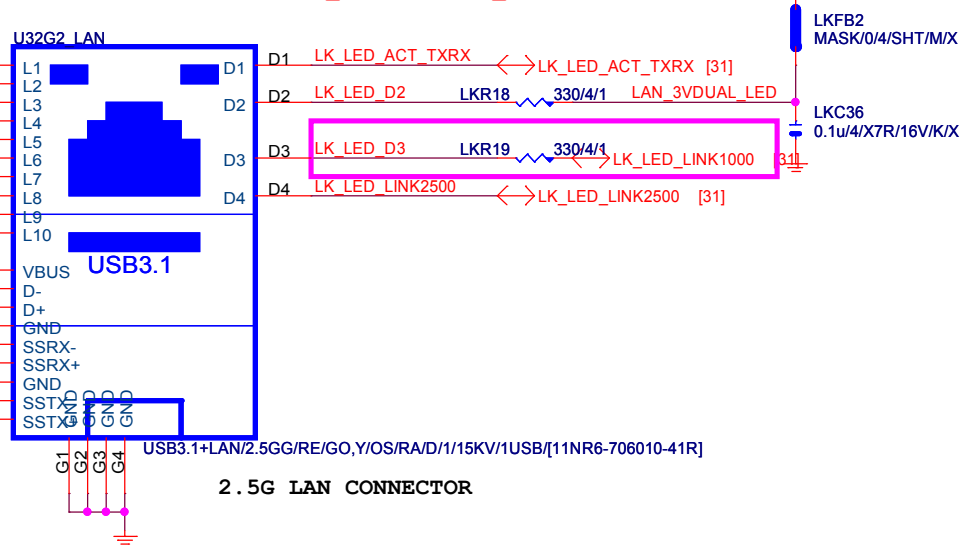 LKFB2
MASK/0/4/SHT/M/X
U32G2_LAN
L1
L2
L3
L4
L5
L6
L7
L8
L9
L10
VBUS
D-
D+
GND
SSRX-
SSRX+
GND
SSTX-
SSTX+
D1
D2
D3
D4
USB3.1
GND
GND
GND
GND
G1
G2
G3
G4
D1 LK_LED_ACT_TXRX LK_LED_ACT_TXRX [31]
D2 LK_LED_D2 LKR18 330/4/1 LAN_3VDUAL_LED
LKC36
0.1u/4/X7R/16V/K/X
D3 LK_LED_D3 LKR19 330/4/1 LK_LED_LINK1000 [31]
D4 LK_LED_LINK2500 LK_LED_LINK2500 [31]
USB3.1+LAN/2.5GG/RE/GO,Y/OS/RA/D/1/15KV/1USB/[11NR6-706010-41R]
2.5G LAN CONNECTOR